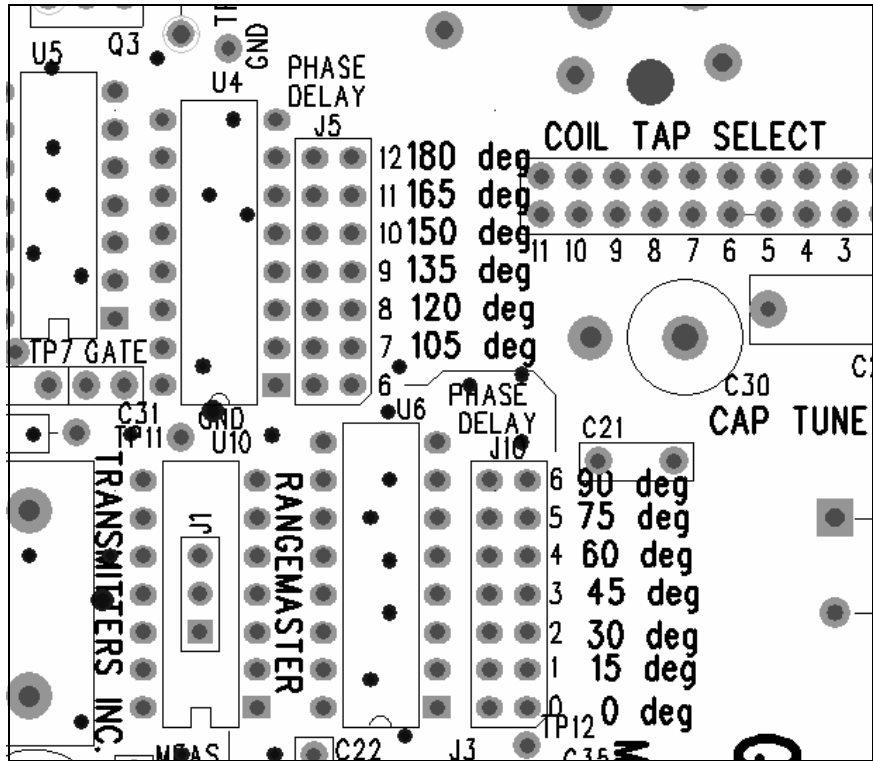 TP
U5
Q3
GND
U4
PHASE
DELAY
J5
COIL TAP SELECT
12 180 deg
11 165 deg
10 150 deg
9 135 deg
8 120 deg
7 105 deg
6
11 10 9 8 7 6 5 4 3
TP7 GATE
C31
GND
TP11
U10
U6
PHASE
DELAY
J10
C30
CAP TUNE
C21
6 90 deg
5 75 deg
4 60 deg
3 45 deg
2 30 deg
1 15 deg
0 0 deg
TRANSMITTERS INC.
J1
RANGEMASTER
TP12
MEAS
C22
J3